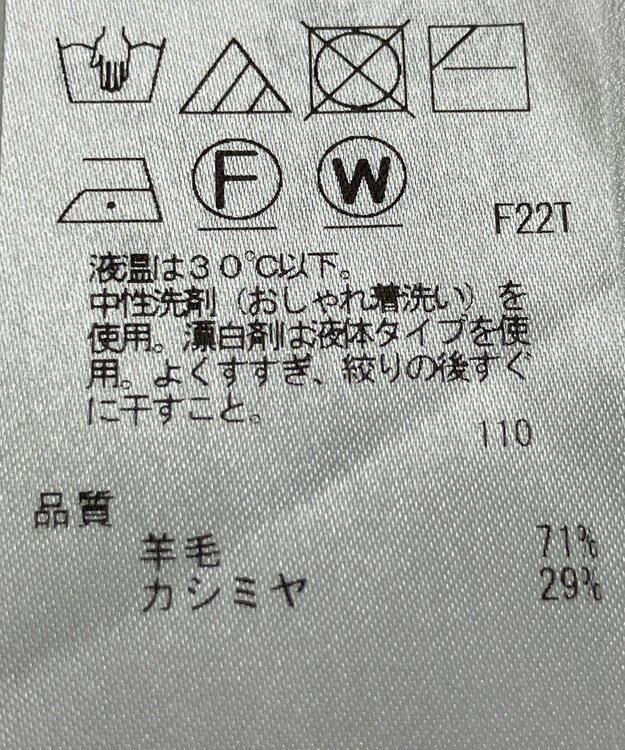 F
W
F22T
液温は30℃以下。
中性洗剤(おしゃれ着洗い)を
使用。漂白剤は液体タイプを使
用。よくすすぎ、絞りの後すぐ
に干すこと。
110
品質
羊毛 71%
カシミヤ 29%